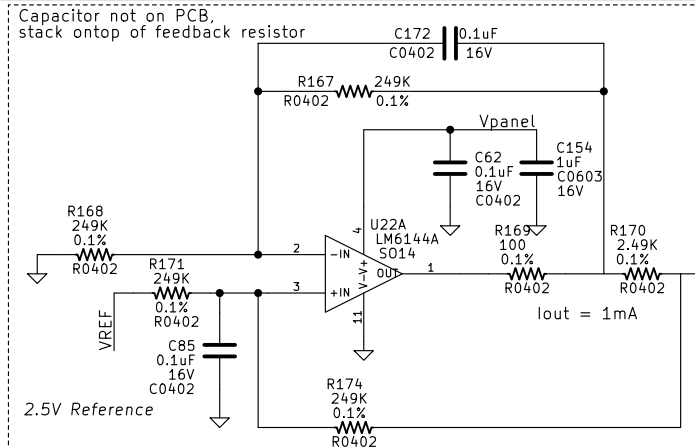 Capacitor not on PCB,
stack ontop of feedback resistor
C172
0.1uF
C0402
16V
R167
249K
R0402
0.1%
Vpanel
C62
0.1uF
16V
C0402
C154
1uF
C0603
16V
4
U22A
LM6144A
SO14
R168
249K
0.1%
R0402
2
-IN
V+
OUT
1
3
+IN
V-
11
R169
100
0.1%
R0402
R170
2.49K
0.1%
R0402
R171
249K
0.1%
R0402
VREF
Iout = 1mA
C85
0.1uF
16V
C0402
2.5V Reference
R174
249K
0.1%
R0402